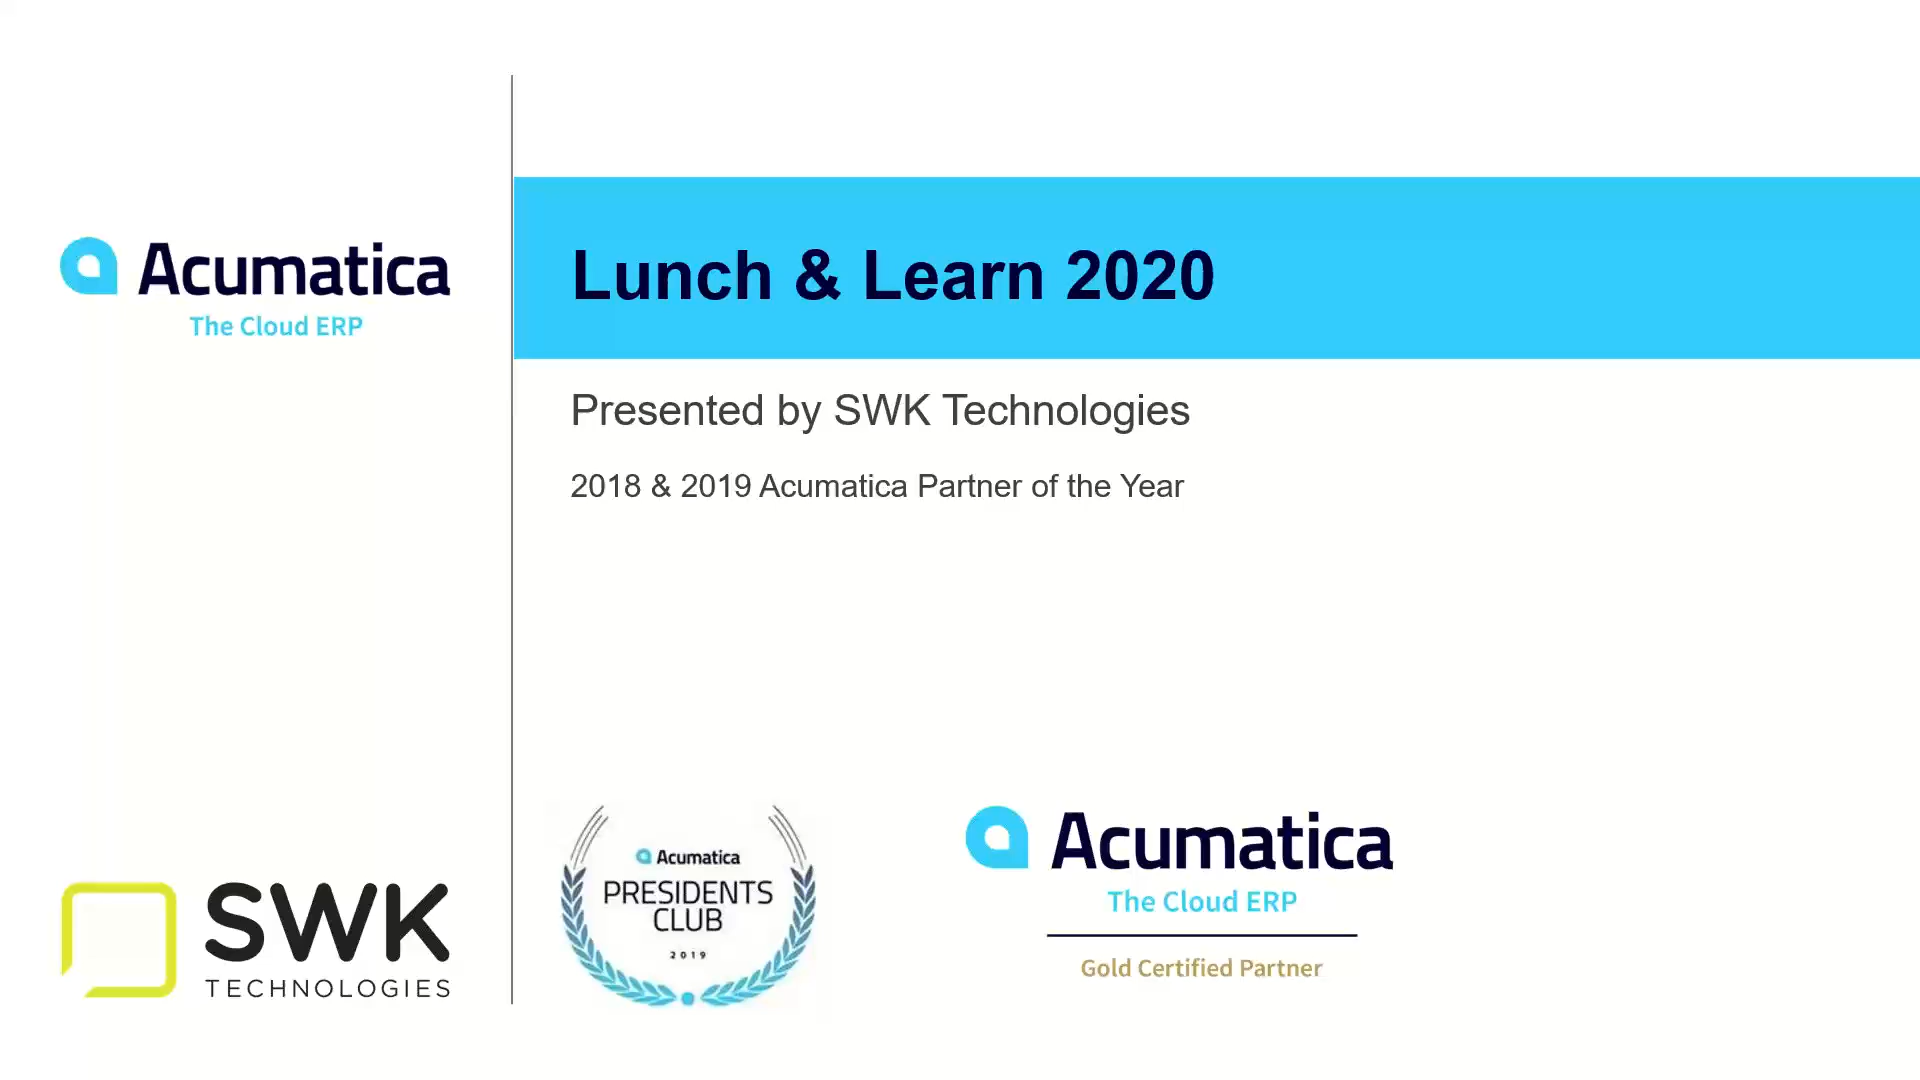 Acumatica
The Cloud ERP
Lunch & Learn 2020
Presented by SWK Technologies
2018 & 2019 Acumatica Partner of the Year
SWK
TECHNOLOGIES
Acumatica
PRESIDENTS
CLUB
2019
Acumatica
The Cloud ERP
Gold Certified Partner